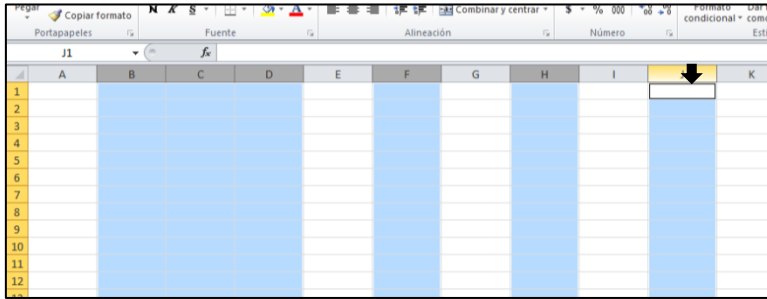 Pegar
Copiar formato
N K S
A
Combinar y centrar
$ % 000
Formato
condicional
Portapapeles
Fuente
Alineación
Número
J1
fx
A B C D E F G H I K
1
2
3
4
5
6
7
8
9
10
11
12